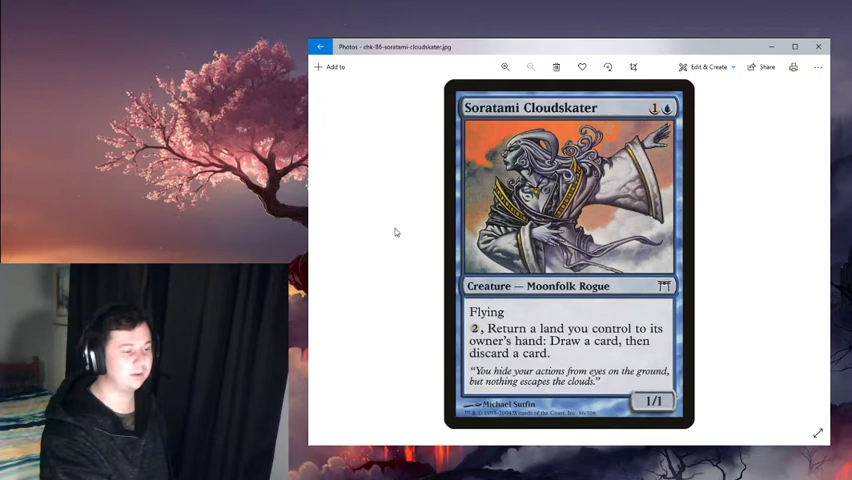 Photos - chk-86-soratami-cloudskater.jpg
Add to
Edit & Create
Share
Soratami Cloudskater
1
Creature — Moonfolk Rogue
Flying
2, Return a land you control to its
owner's hand: Draw a card, then
discard a card.
"You hide your actions from eyes on the ground,
but nothing escapes the clouds."
Michael Sutfin
1/1